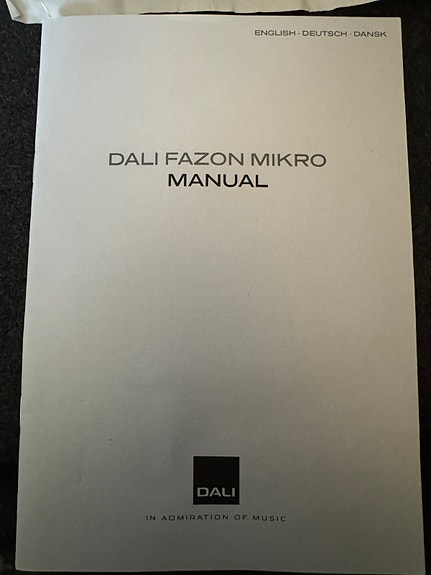 ENGLISH · DEUTSCH · DANSK
DALI FAZON MIKRO
MANUAL
DALI
IN ADMIRATION OF MUSIC